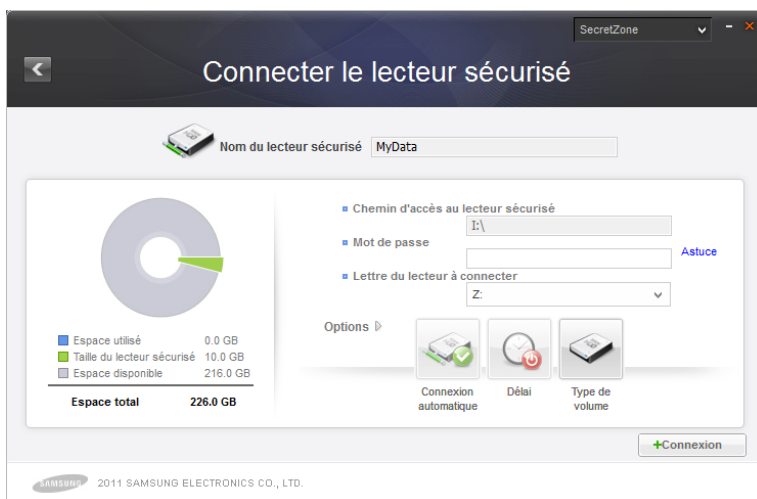 SecretZone
Connecter le lecteur sécurisé
Nom du lecteur sécurisé MyData
Chemin d'accès au lecteur sécurisé
I:\
Mot de passe
Astuce
Lettre du lecteur à connecter
Z:
Espace utilisé 0.0 GB
Taille du lecteur sécurisé 10.0 GB
Espace disponible 216.0 GB
Espace total 226.0 GB
Options
Connexion automatique
Délai
Type de volume
+Connexion
SAMSUNG 2011 SAMSUNG ELECTRONICS CO., LTD.